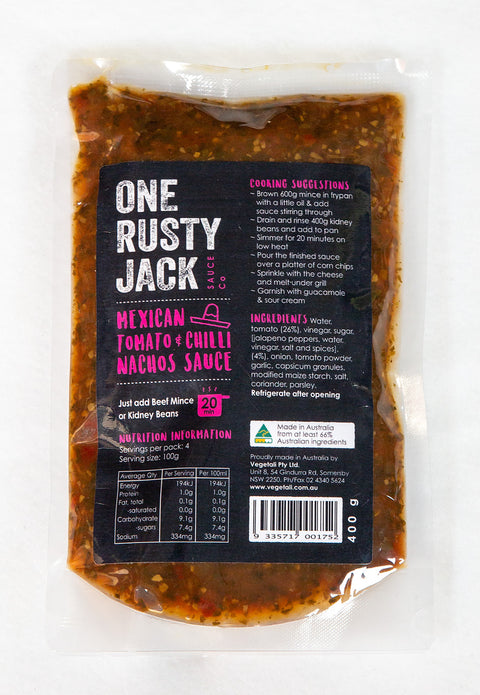 ONE
RUSTY
JACK
SAUCE CO
MEXICAN
TOMATO & CHILLI
NACHOS SAUCE
Just add Beef Mince
or Kidney Beans
20
min
NUTRITION INFORMATION
Servings per pack: 4
Serving size: 100g
Average Qty Per Serving Per 100ml
Energy 194kJ 194kJ
Protein 1.0g 1.0g
Fat, total 0.1g 0.1g
-saturated 0.0g 0.0g
Carbohydrate 9.1g 9.1g
-sugars 7.4g 7.4g
Sodium 334mg 334mg
COOKING SUGGESTIONS
~ Brown 600g mince in frypan
with a little oil & add
sauce stirring through
~ Drain and rinse 400g kidney
beans and add to pan
~ Simmer for 20 minutes on
low heat
~ Pour the finished sauce
over a platter of corn chips
~ Sprinkle with the cheese
and melt-under grill
~ Garnish with guacamole
& sour cream
INGREDIENTS Water,
tomato (26%), vinegar, sugar,
(jalapeno peppers, water,
vinegar, salt and spices)
(4%), onion, tomato powder,
garlic, capsicum granules,
modified maize starch, salt,
coriander, parsley.
Refrigerate after opening
Made in Australia
from at least 66%
Australian ingredients
Proudly made in Australia by
Vegetali Pty Ltd.
Unit 8, 54 Gindurra Rd, Somersby
NSW 2250. Ph/Fax 02 4340 5624
www.vegetali.com.au
9 335717 001752
400g